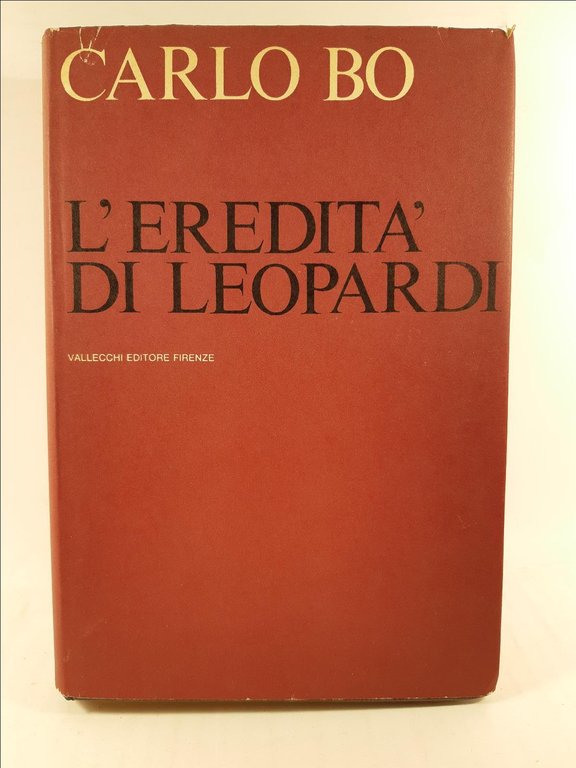 CARLO BO
L'EREDITA'
DI LEOPARDI
VALLECCHI EDITORE FIRENZE